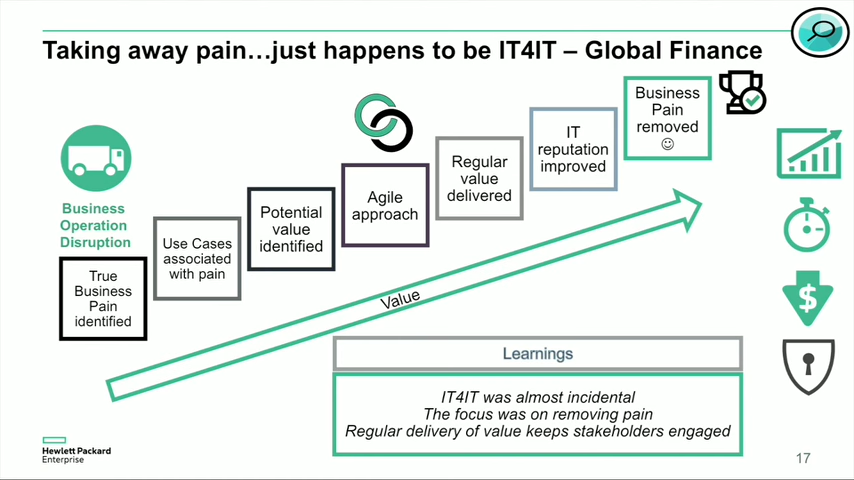 Taking away pain…just happens to be IT4IT – Global Finance
Business
Operation
Disruption
True
Business
Pain
identified
Use Cases
associated
with pain
Potential
value
identified
Agile
approach
Regular
value
delivered
IT
reputation
improved
Business
Pain
removed
☺
Value
$
Learnings
IT4IT was almost incidental
The focus was on removing pain
Regular delivery of value keeps stakeholders engaged
Hewlett Packard
Enterprise
17